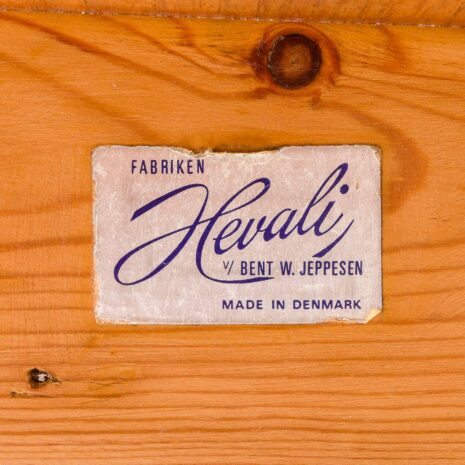 FABRIKEN
Hevali
v/ BENT W. JEPPESEN
MADE IN DENMARK